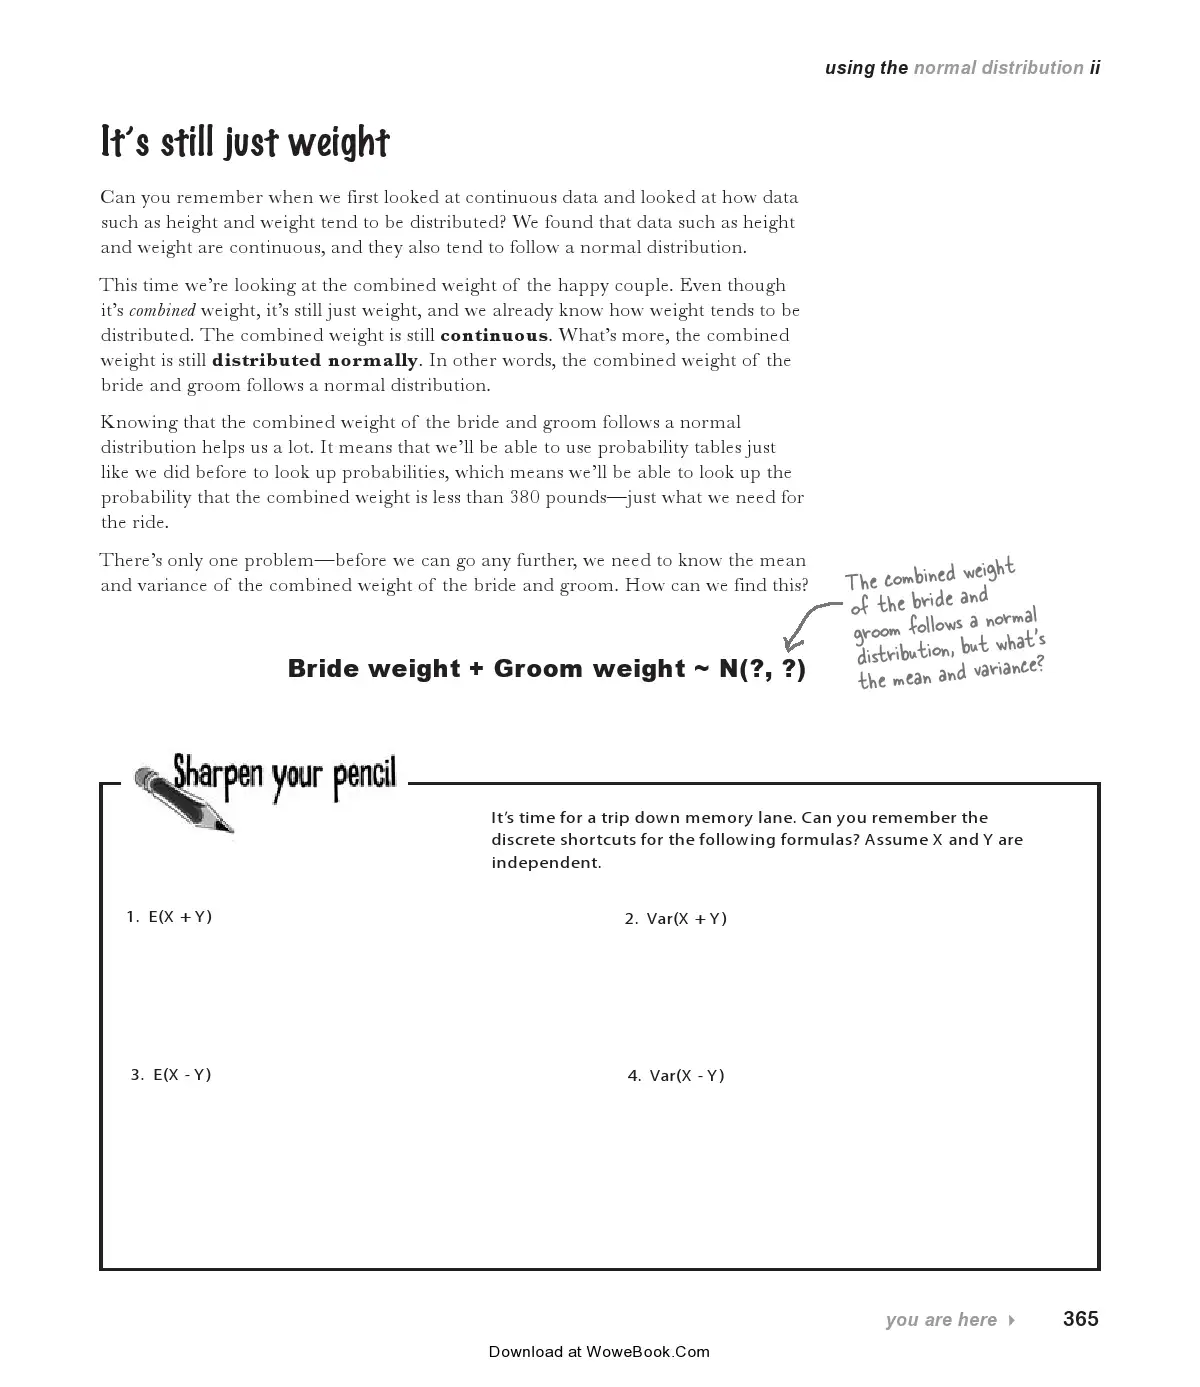 using the normal distribution ii
It's still just weight
Can you remember when we first looked at continuous data and looked at how data
such as height and weight tend to be distributed? We found that data such as height
and weight are continuous, and they also tend to follow a normal distribution.
This time we're looking at the combined weight of the happy couple. Even though
it's combined weight, it's still just weight, and we already know how weight tends to be
distributed. The combined weight is still continuous. What's more, the combined
weight is still distributed normally. In other words, the combined weight of the
bride and groom follows a normal distribution.
Knowing that the combined weight of the bride and groom follows a normal
distribution helps us a lot. It means that we'll be able to use probability tables just
like we did before to look up probabilities, which means we'll be able to look up the
probability that the combined weight is less than 380 pounds—just what we need for
the ride.
There's only one problem—before we can go any further, we need to know the mean
and variance of the combined weight of the bride and groom. How can we find this?
The combined weight
of the bride and
groom follows a normal
distribution, but what's
the mean and variance?
Bride weight + Groom weight ~ N(?, ?)
Sharpen your pencil
It's time for a trip down memory lane. Can you remember the
discrete shortcuts for the following formulas? Assume X and Y are
independent.
1. E(X + Y)
2. Var(X + Y)
3. E(X - Y)
4. Var(X - Y)
you are here ▸ 365
Download at WoweBook.Com